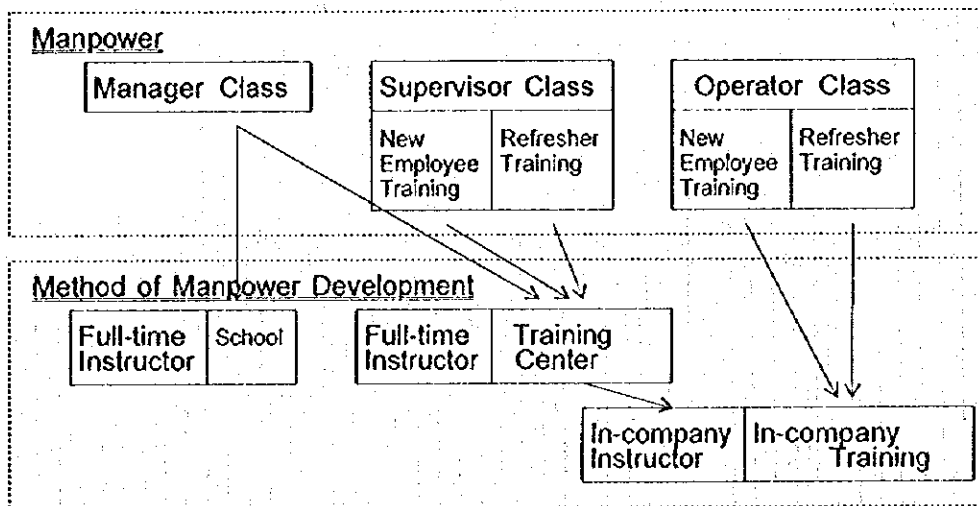 Manpower
Manager Class
Supervisor Class
New
Employee
Training
Refresher
Training
Operator Class
New
Employee
Training
Refresher
Training
Method of Manpower Development
Full-time
Instructor
School
Full-time
Instructor
Training
Center
In-company
Instructor
In-company
Training